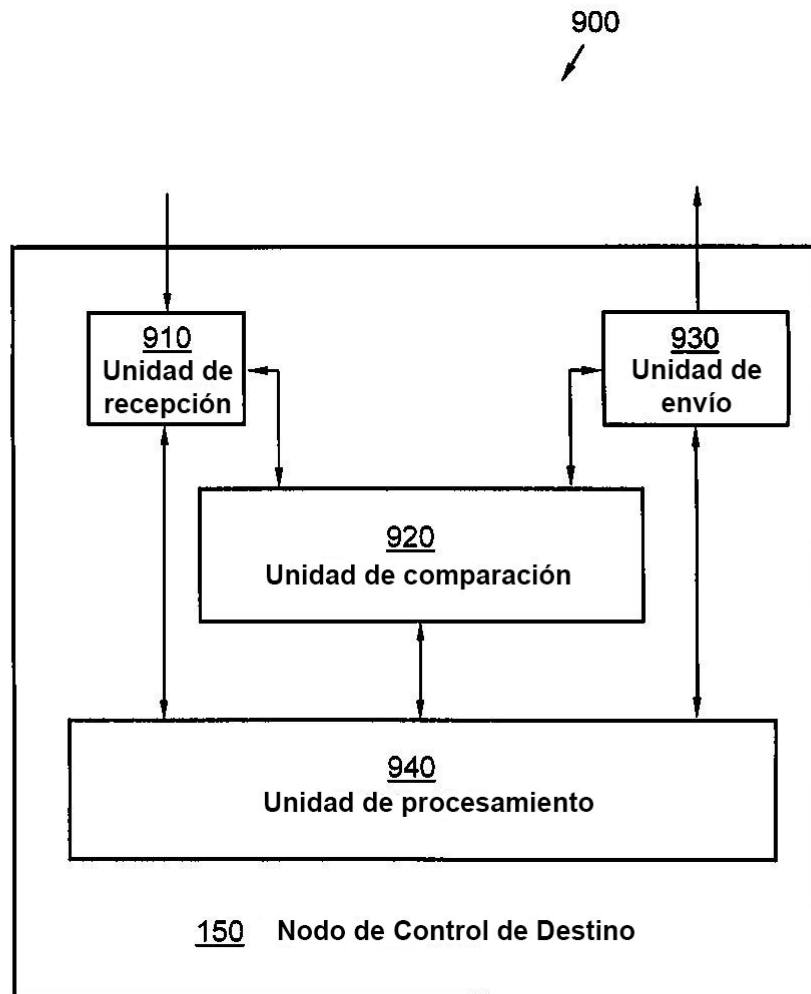 900
910
Unidad de
recepción
930
Unidad de
envío
920
Unidad de comparación
940
Unidad de procesamiento
150 Nodo de Control de Destino